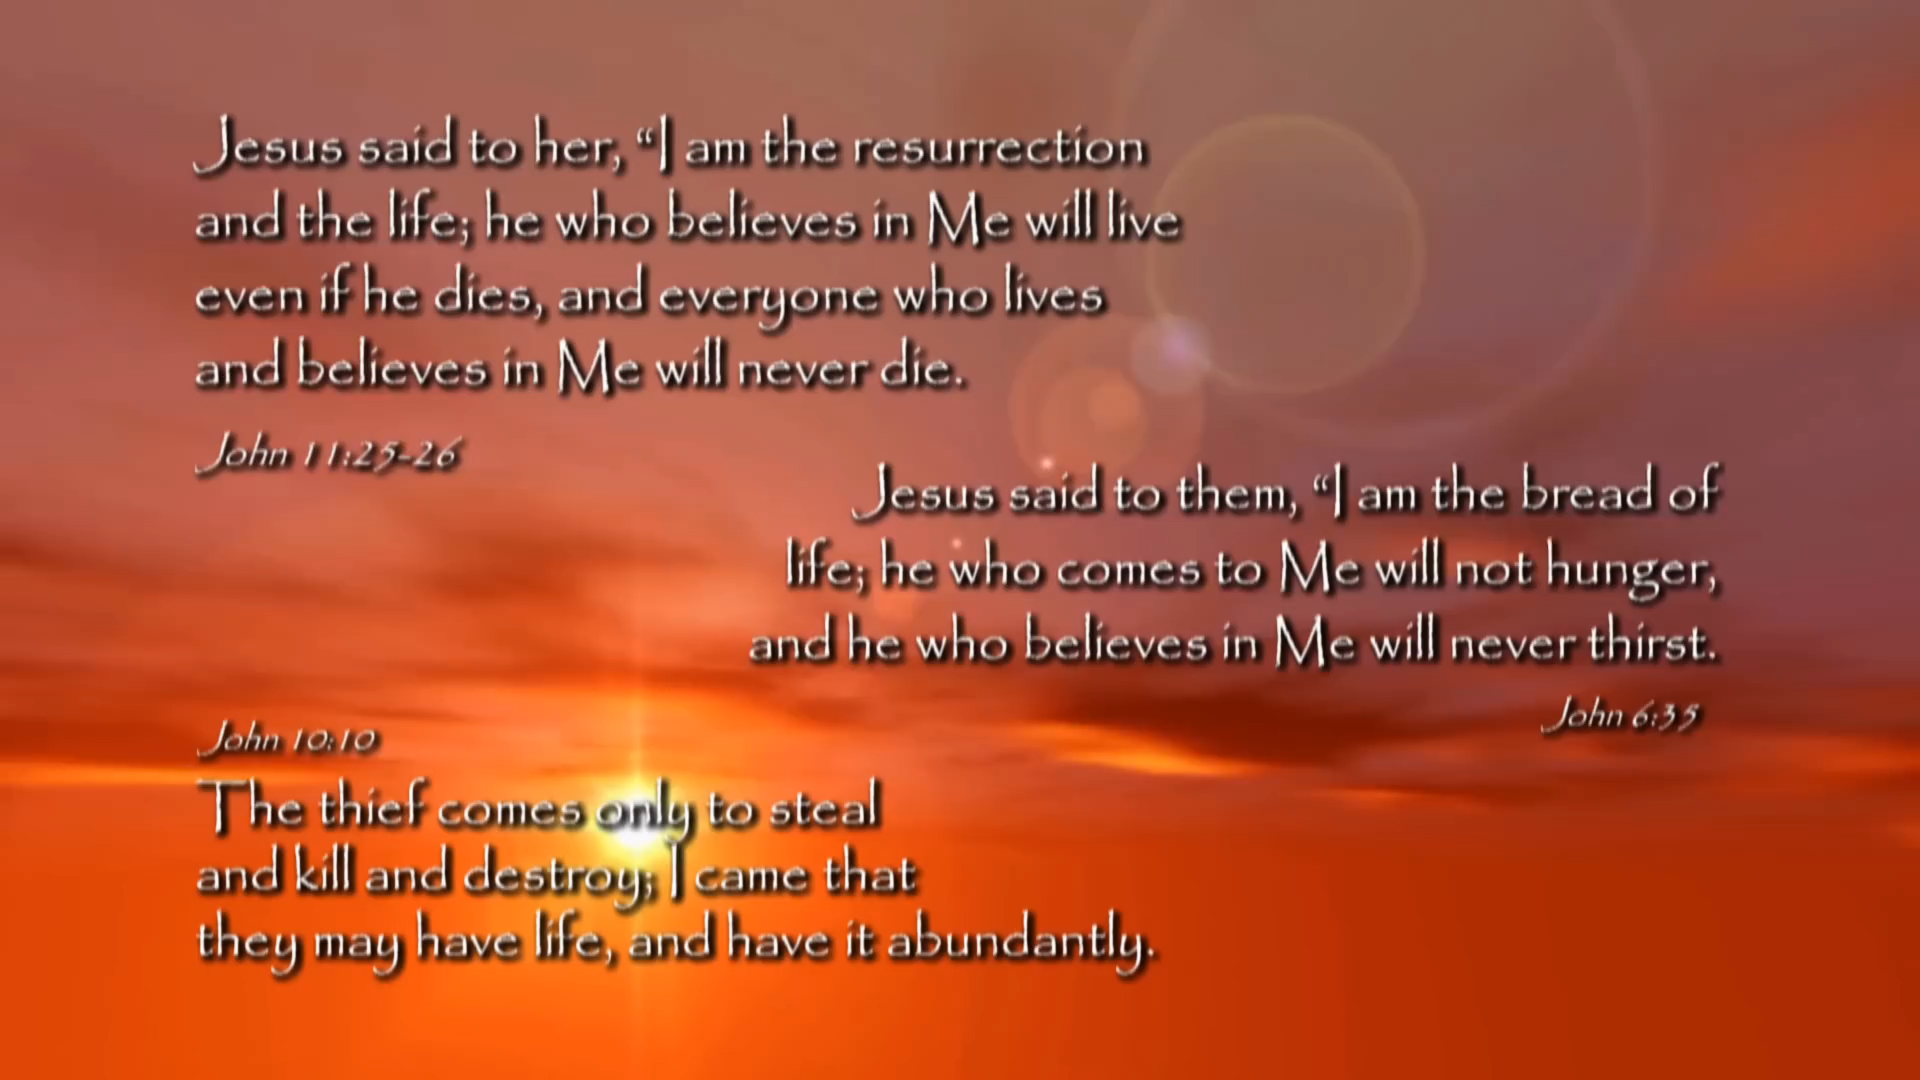 Jesus said to her, “I am the resurrection
and the life; he who believes in Me will live
even if he dies, and everyone who lives
and believes in Me will never die.
John 11:25-26
Jesus said to them, “I am the bread of
life; he who comes to Me will not hunger,
and he who believes in Me will never thirst.
John 6:35
John 10:10
The thief comes only to steal
and kill and destroy; I came that
they may have life, and have it abundantly.